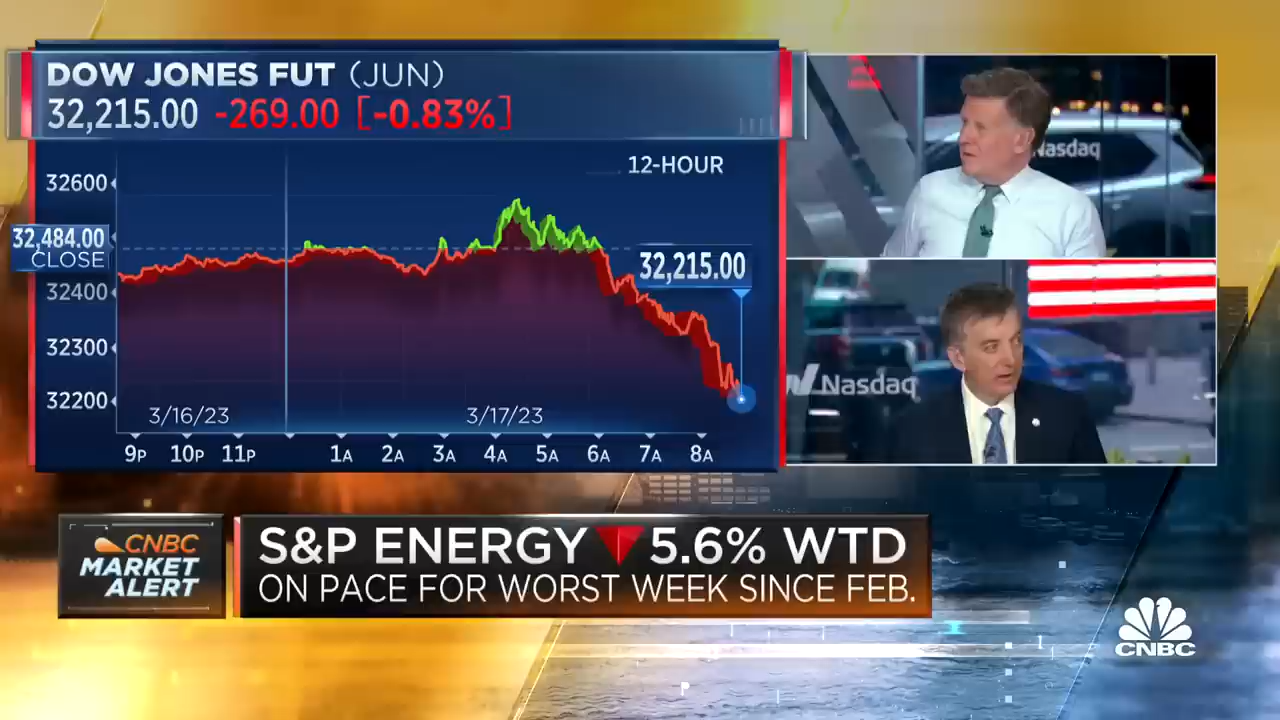 DOW JONES FUT (JUN)
32,215.00 -269.00 [-0.83%]
12-HOUR
32600
32,484.00
CLOSE
32400
32300
32200
32,215.00
3/16/23
3/17/23
9P 10P 11P 1A 2A 3A 4A 5A 6A 7A 8A
Nasdaq
Nasdaq
CNBC
MARKET
ALERT
S&P ENERGY ▼ 5.6% WTD
ON PACE FOR WORST WEEK SINCE FEB.
CNBC